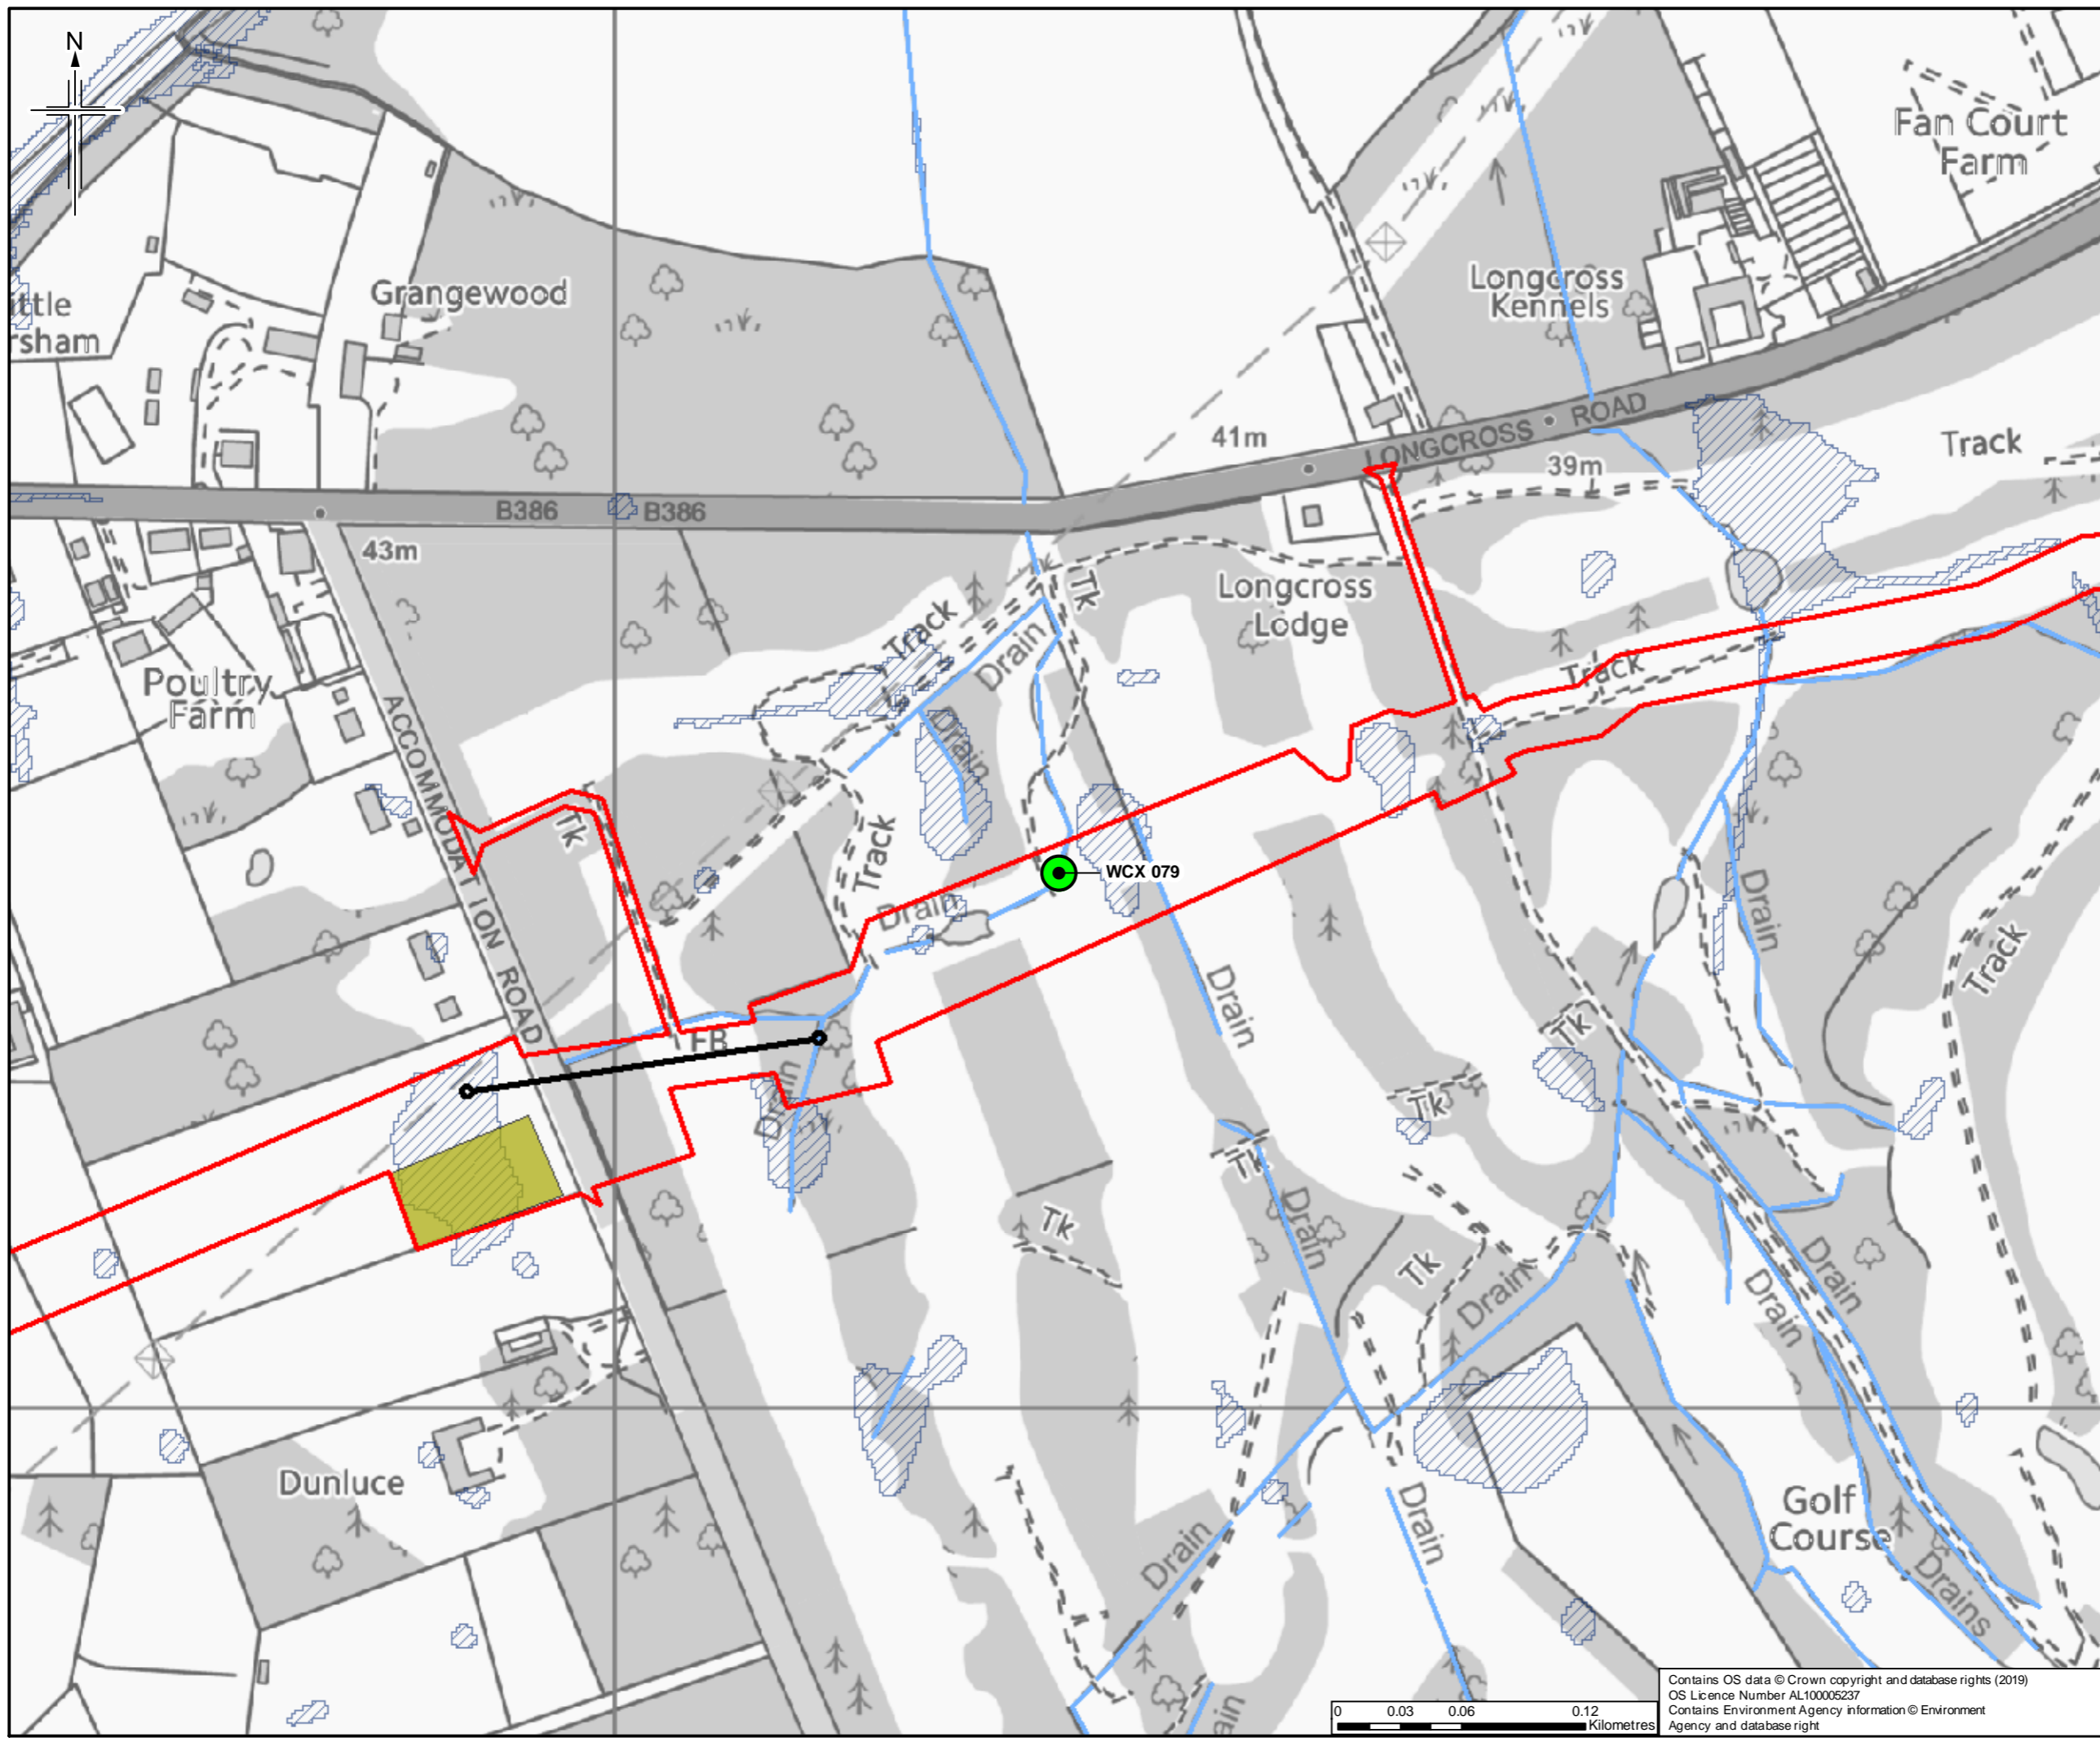 N
Fan Court
Farm
Grangewood
Longcross
Kennels
ittle
rsham
LONGCROSS ROAD
41m
39m
Track
B386
B386
43m
Tk
Longcross
Lodge
Track
Drain
Track
Poultry
Farm
ACCOMMODATION ROAD
Drain
Tk
Track
WCX 079
Drain
Drain
Track
Drain
Tk
FB
Drain
Tk
Tk
Tk
Drain
Tk
Drain
Drain
Drain
Dunluce
Golf
Course
Drain
Drain
Drains
ain
0 0.03 0.06 0.12
Kilometres
Contains OS data © Crown copyright and database rights (2019)
OS Licence Number AL100005237
Contains Environment Agency information © Environment
Agency and database right